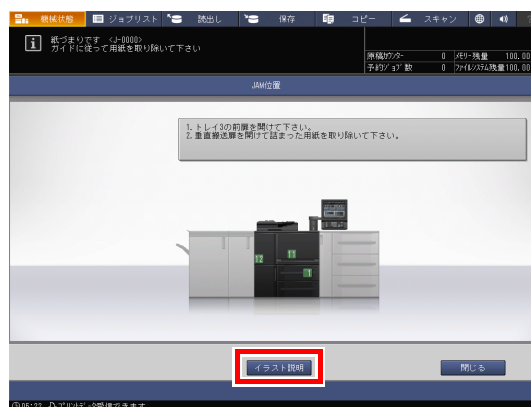 機械状態 ジョブリスト 読出し 保存 コピー スキャン
紙づまりです <J-0000>
ガイドに従って用紙を取り除いて下さい
原稿カウンター 0 メモリー残量 100.00
予約ジョブ数 0 ファイルシステム残量 100.00
JAM位置
1. トレイ3の前扉を開けて下さい。
2. 垂直搬送扉を開けて詰まった用紙を取り除いて下さい。
12
11
1
イラスト説明 閉じる
プリントデータ受信できます